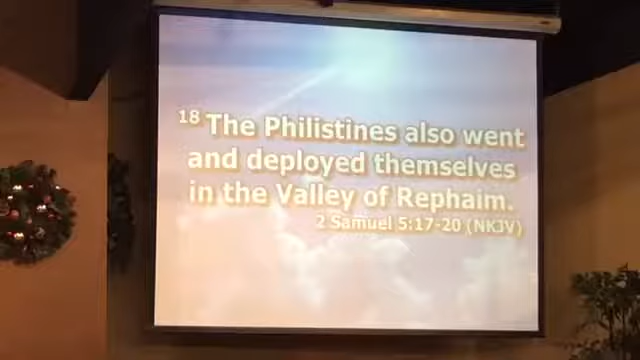 18 The Philistines also went
and deployed themselves
in the Valley of Rephaim.
2 Samuel 5:17-20 (NKJV)